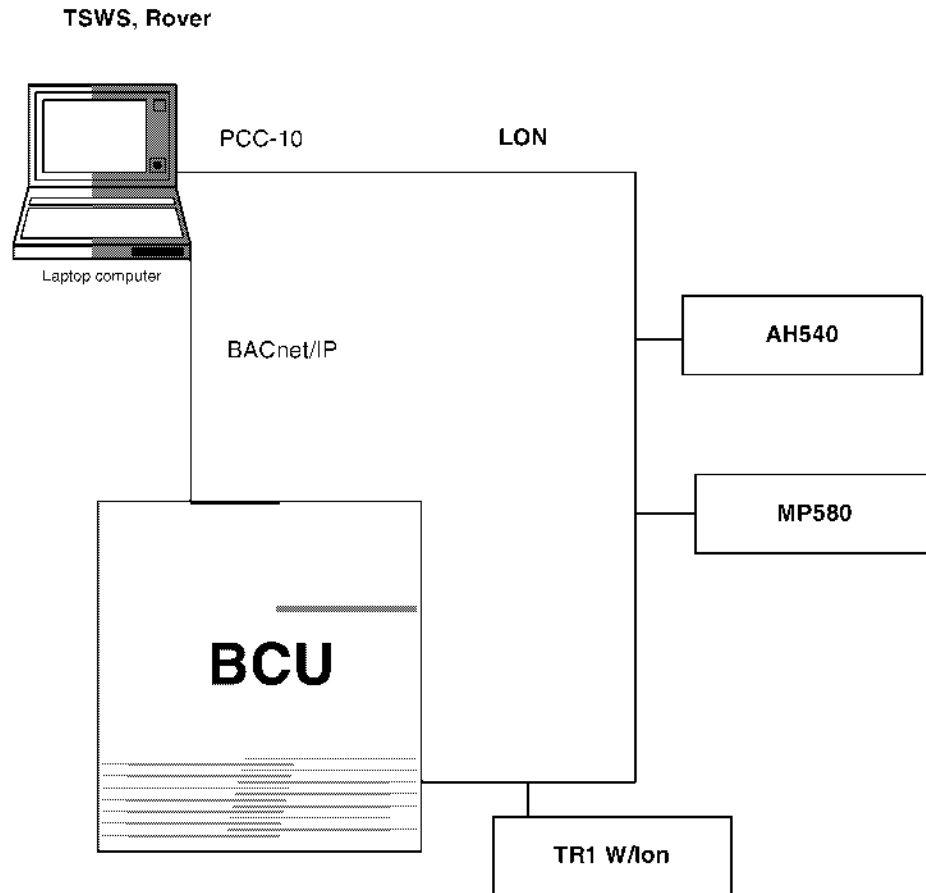 TSWS, Rover
PCC-10
LON
Laptop computer
AH540
BACnet/IP
MP580
BCU
TR1 W/lon